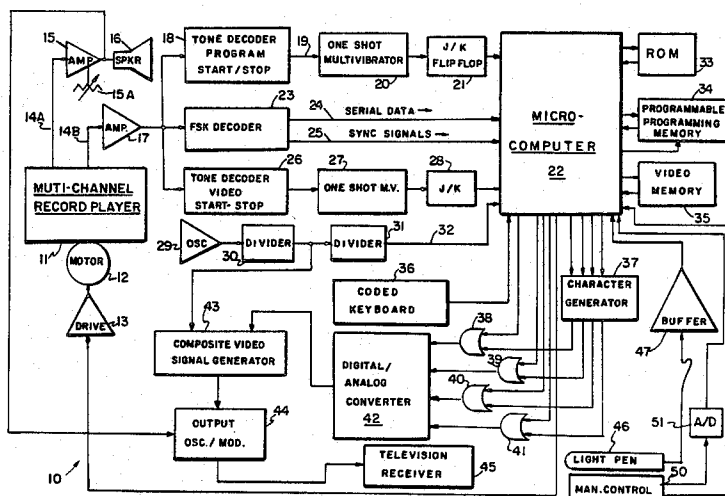 15
AMP.
16
SPKR
15A
14A
14B
AMP.
17
MUTI-CHANNEL
RECORD PLAYER
11
MOTOR
12
DRIVE
13
10
18
TONE DECODER
PROGRAM
START/STOP
19
ONE SHOT
MULTIVIBRATOR
20
J/K
FLIPFLOP
21
23
FSK DECODER
24
SERIAL DATA →
25
SYNC SIGNALS →
26
TONE DECODER
VIDEO
START-STOP
27
ONE SHOT M.V.
28
J/K
29
OSC
DIVIDER
30
DIVIDER
31
32
MICRO-
COMPUTER
22
ROM
33
34
PROGRAMMABLE
PROGRAMMING
MEMORY
VIDEO
MEMORY
35
36
CODED
KEYBOARD
37
CHARACTER
GENERATOR
38
39
40
41
DIGITAL/
ANALOG
CONVERTER
42
43
COMPOSITE VIDEO
SIGNAL GENERATOR
OUTPUT
OSC./MOD.
44
TELEVISION
RECEIVER
45
BUFFER
47
46
LIGHT PEN
51
A/D
50
MAN.CONTROL